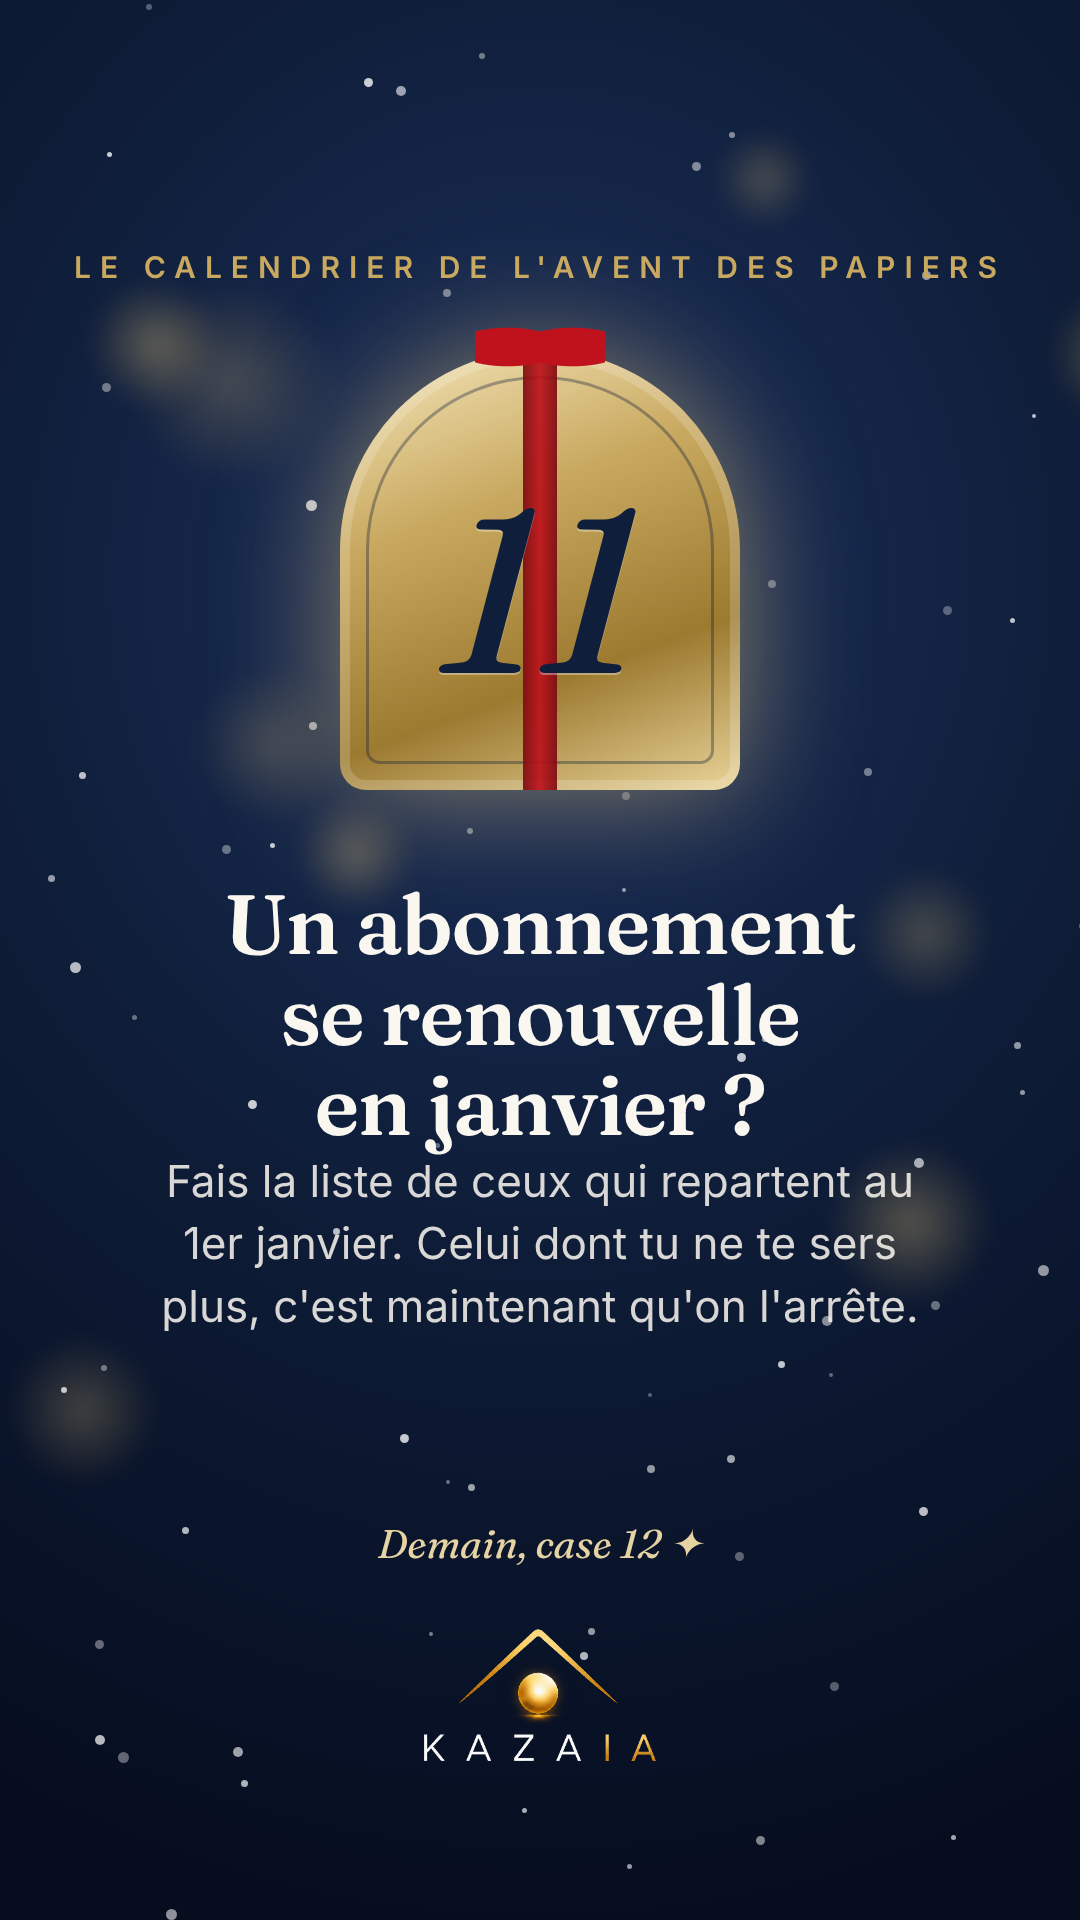 LE CALENDRIER DE L'AVENT DES PAPIERS
11
Un abonnement
se renouvelle
en janvier ?
Fais la liste de ceux qui repartent au
1er janvier. Celui dont tu ne te sers
plus, c'est maintenant qu'on l'arrête.
Demain, case 12 ✦
KAZAIA